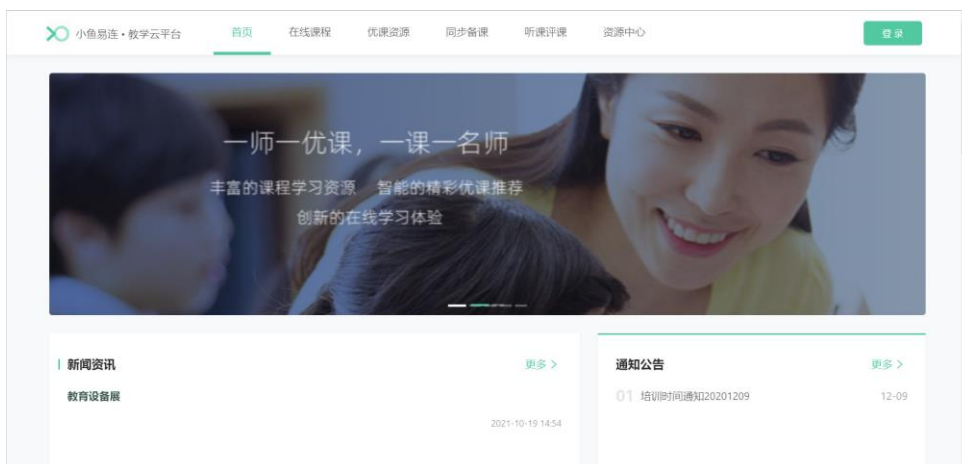 小鱼易连·教学云平台 首页 在线课程 优课资源 同步备课 听课评课 资源中心 登录
一师一优课，一课一名师
丰富的课程学习资源 智能的精彩优课推荐
创新的在线学习体验
新闻资讯 更多 >
教育设备展
2021-10-19 14:54
通知公告 更多 >
01 培训时间通知20201209 12-09